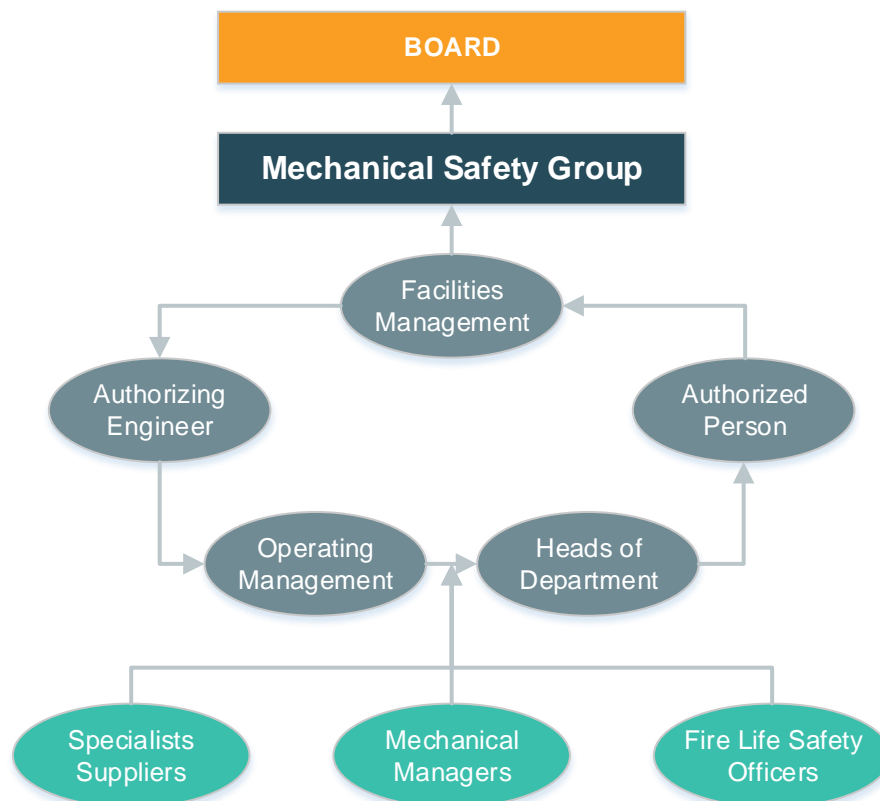 BOARD
Mechanical Safety Group
Facilities
Management
Authorizing
Engineer
Authorized
Person
Operating
Management
Heads of
Department
Specialists
Suppliers
Mechanical
Managers
Fire Life Safety
Officers